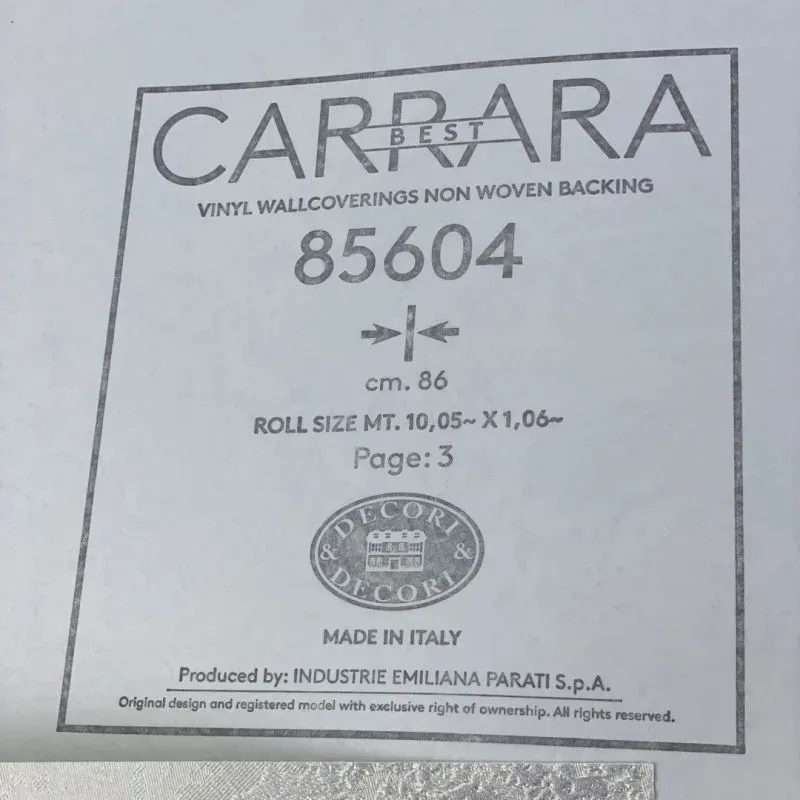 CARRARA
BEST
VINYL WALLCOVERINGS NON WOVEN BACKING
85604
cm. 86
ROLL SIZE MT. 10,05~ X 1,06~
Page: 3
DECORI
& &
DECORI
MADE IN ITALY
Produced by: INDUSTRIE EMILIANA PARATI S.p.A.
Original design and registered model with exclusive right of ownership. All rights reserved.